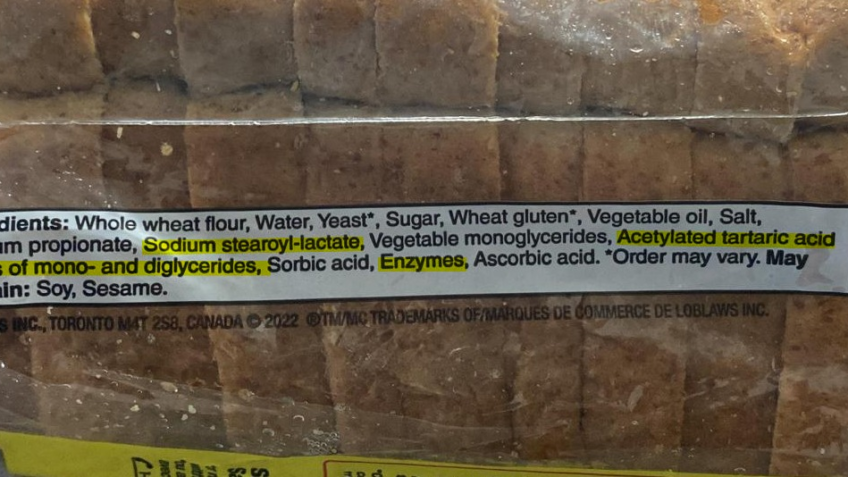 dients: Whole wheat flour, Water, Yeast*, Sugar, Wheat gluten*, Vegetable oil, Salt,
um propionate, Sodium stearoyl-lactate, Vegetable monoglycerides, Acetylated tartaric acid
s of mono- and diglycerides, Sorbic acid, Enzymes, Ascorbic acid. *Order may vary. May
in: Soy, Sesame.
S INC., TORONTO M4T 2S8, CANADA © 2022 ®TM/MC TRADEMARKS OF/MARQUES DE COMMERCE DE LOBLAWS INC.